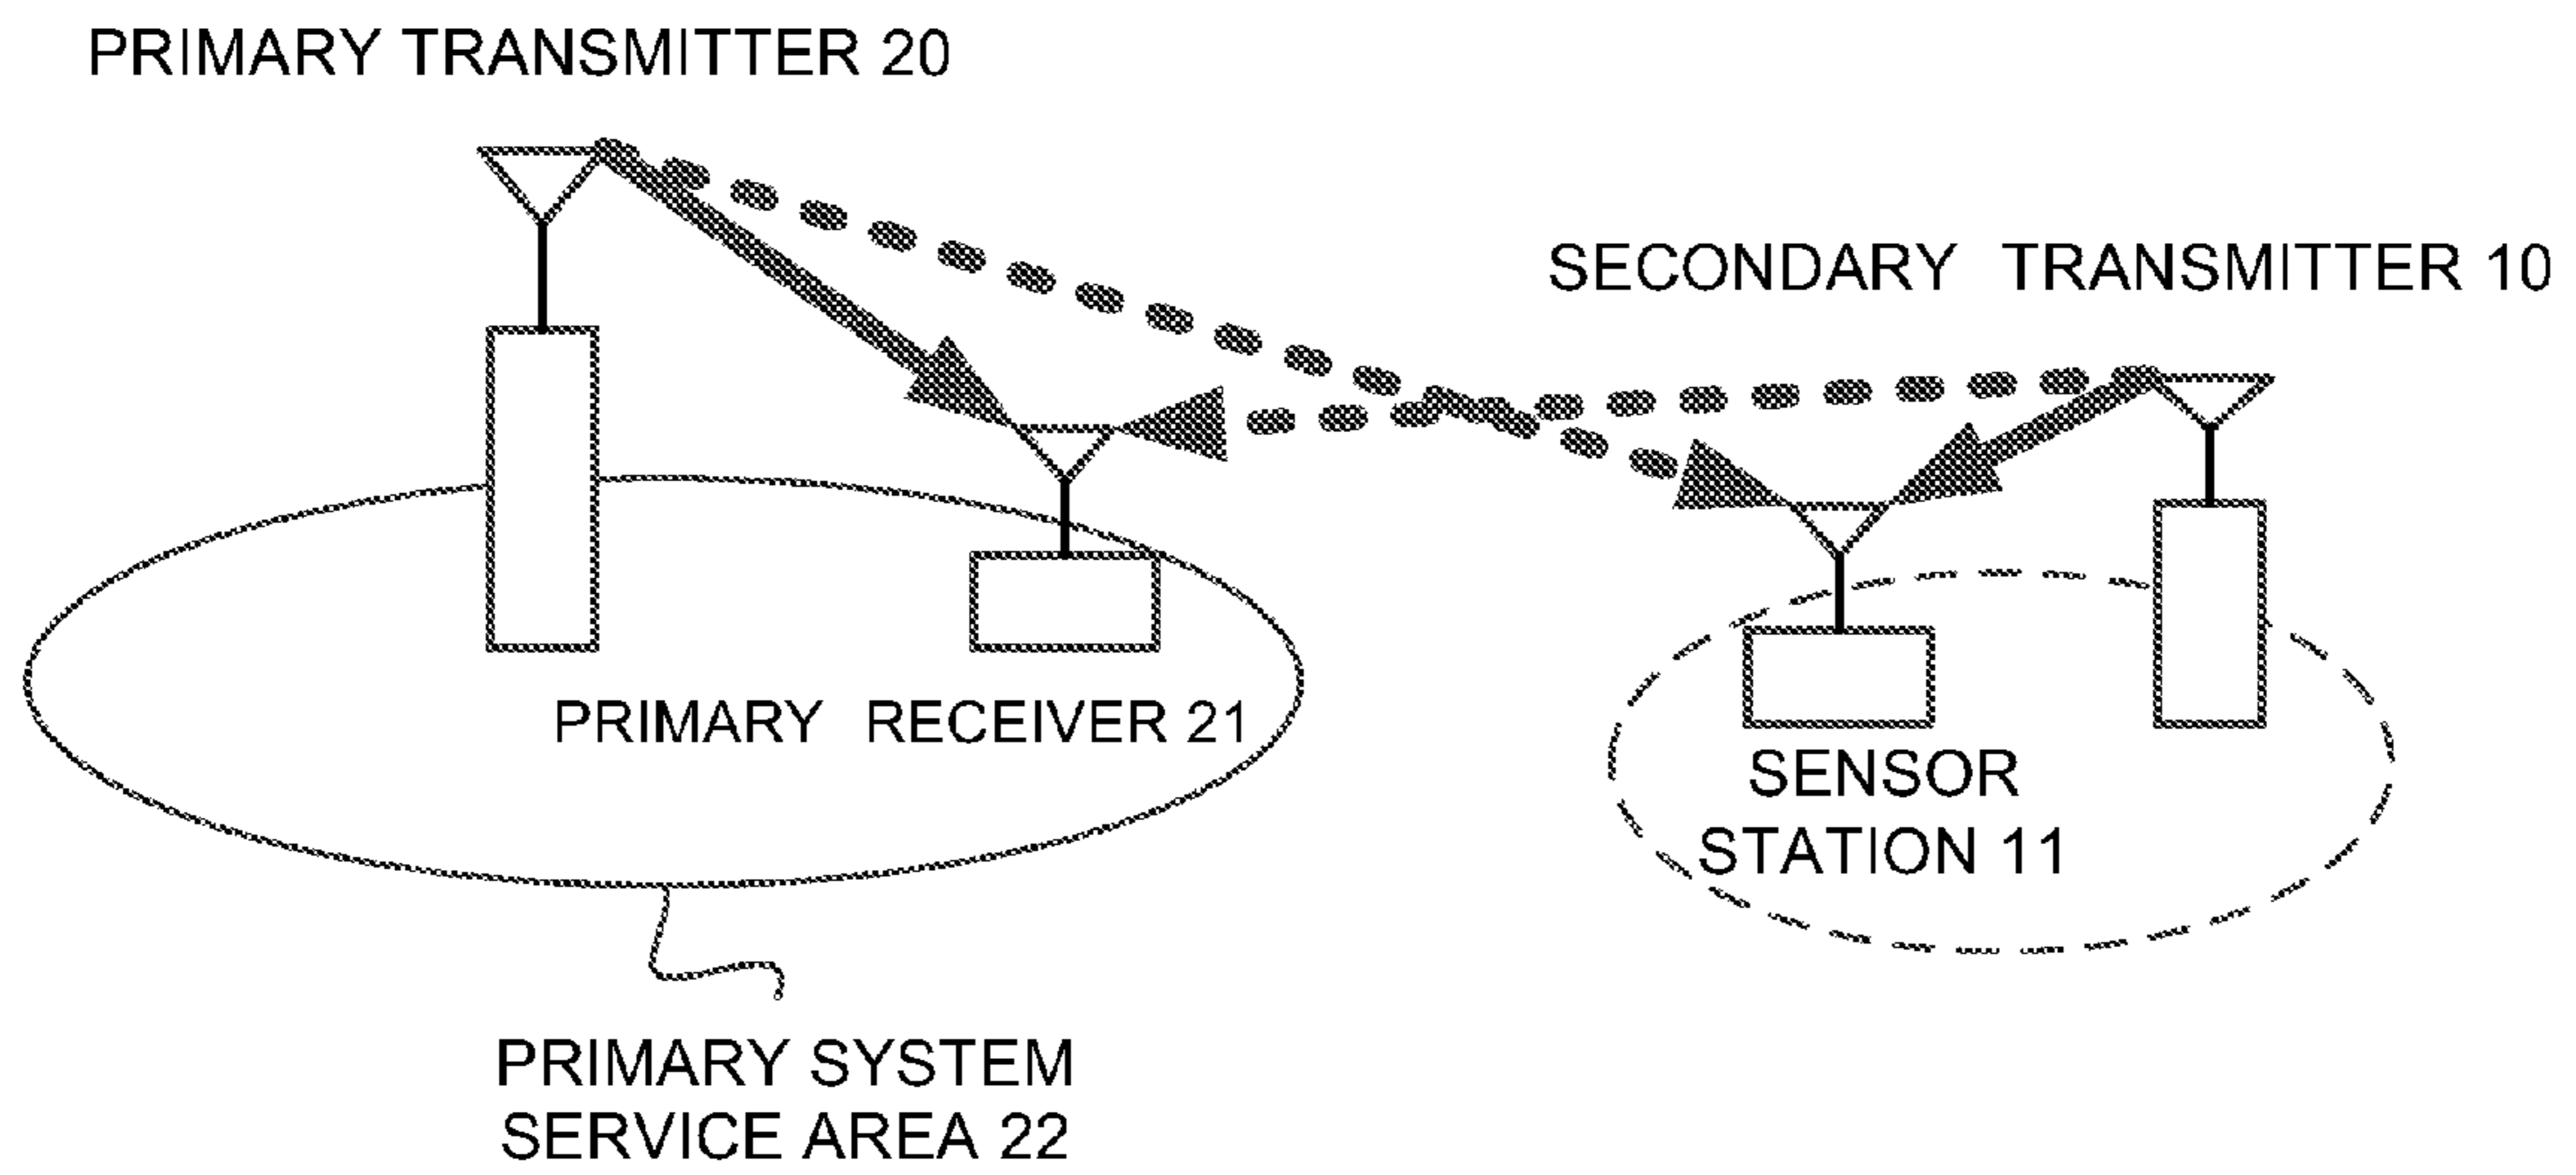 PRIMARY TRANSMITTER 20
SECONDARY TRANSMITTER 10
PRIMARY RECEIVER 21
SENSOR
STATION 11
PRIMARY SYSTEM
SERVICE AREA 22